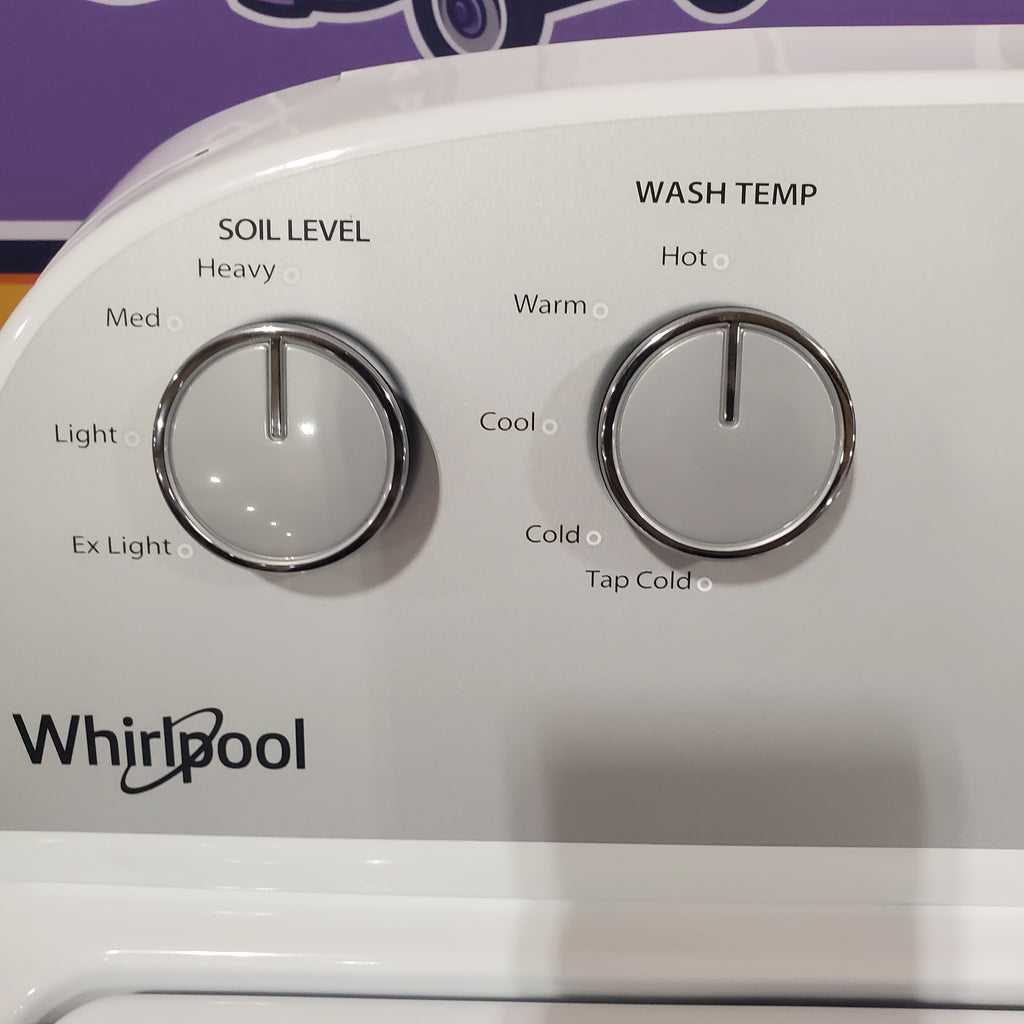 SOIL LEVEL
Heavy
Med
Light
Ex Light
WASH TEMP
Hot
Warm
Cool
Cold
Tap Cold
Whirlpool